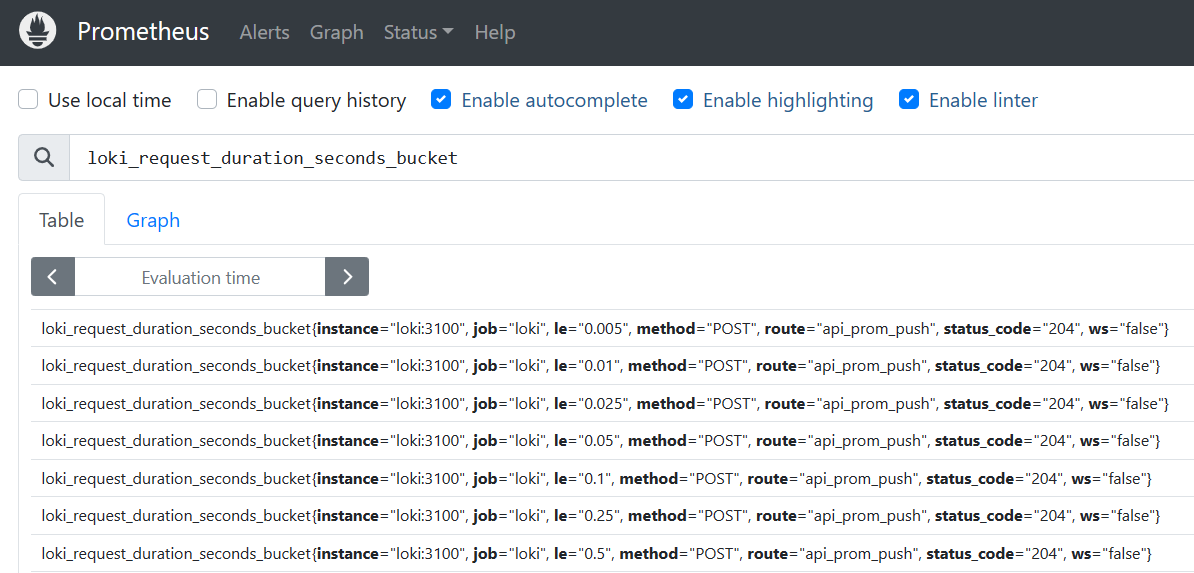 Prometheus Alerts Graph Status Help
Use local time Enable query history Enable autocomplete Enable highlighting Enable linter
loki_request_duration_seconds_bucket
Table Graph
Evaluation time
loki_request_duration_seconds_bucket{instance="loki:3100", job="loki", le="0.005", method="POST", route="api_prom_push", status_code="204", ws="false"}
loki_request_duration_seconds_bucket{instance="loki:3100", job="loki", le="0.01", method="POST", route="api_prom_push", status_code="204", ws="false"}
loki_request_duration_seconds_bucket{instance="loki:3100", job="loki", le="0.025", method="POST", route="api_prom_push", status_code="204", ws="false"}
loki_request_duration_seconds_bucket{instance="loki:3100", job="loki", le="0.05", method="POST", route="api_prom_push", status_code="204", ws="false"}
loki_request_duration_seconds_bucket{instance="loki:3100", job="loki", le="0.1", method="POST", route="api_prom_push", status_code="204", ws="false"}
loki_request_duration_seconds_bucket{instance="loki:3100", job="loki", le="0.25", method="POST", route="api_prom_push", status_code="204", ws="false"}
loki_request_duration_seconds_bucket{instance="loki:3100", job="loki", le="0.5", method="POST", route="api_prom_push", status_code="204", ws="false"}